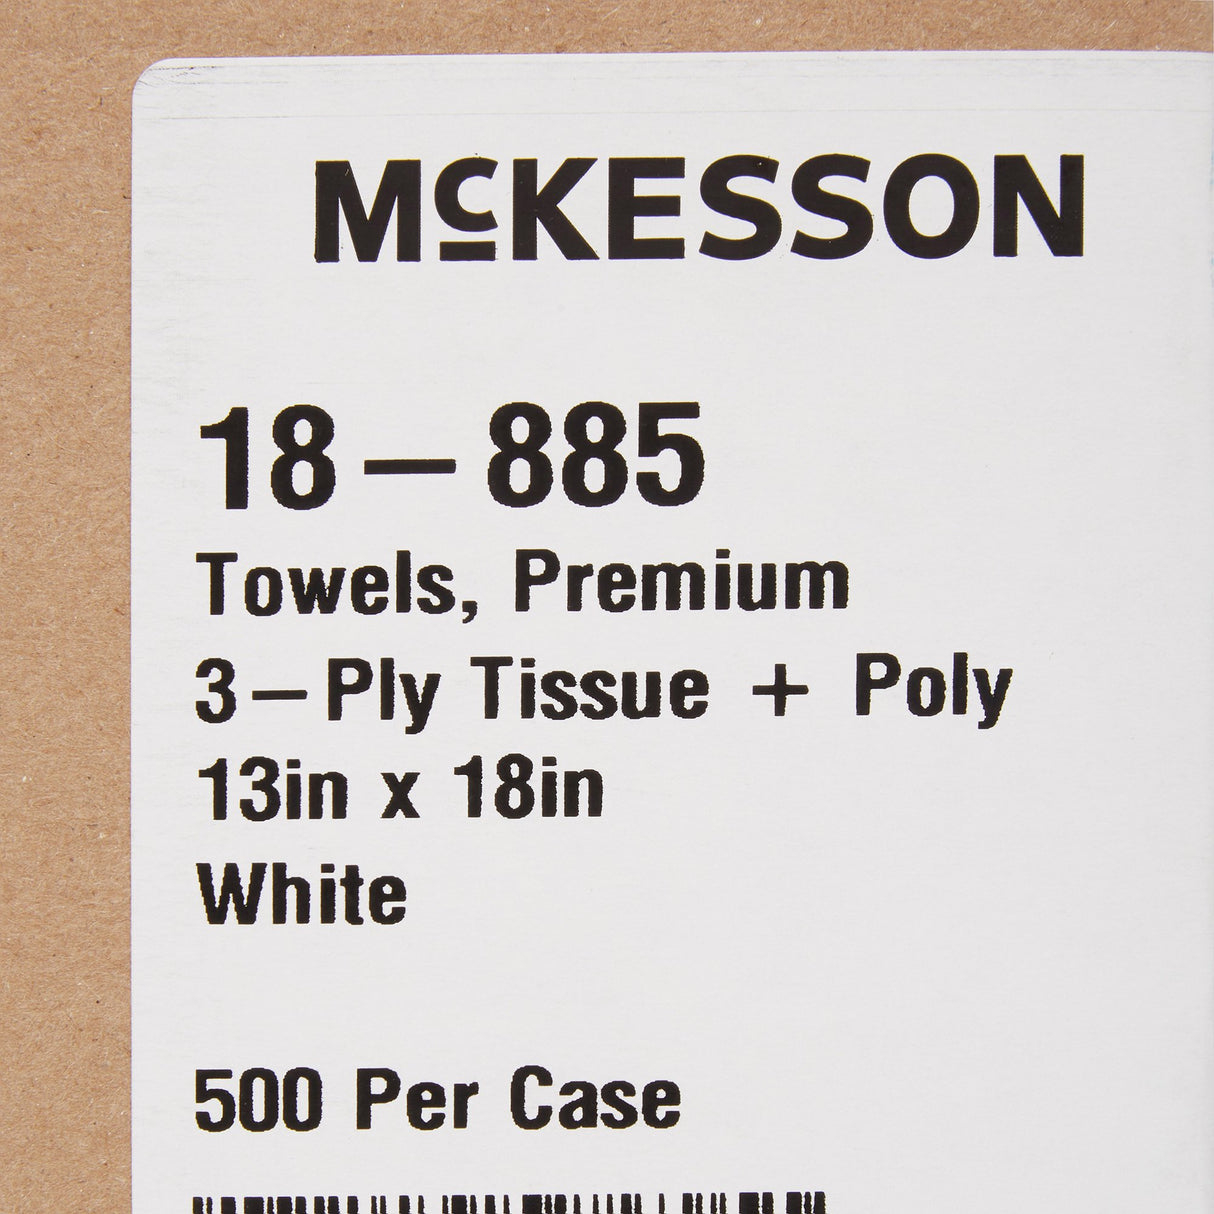 McKESSON
18-885
Towels, Premium
3-Ply Tissue + Poly
13in x 18in
White
500 Per Case